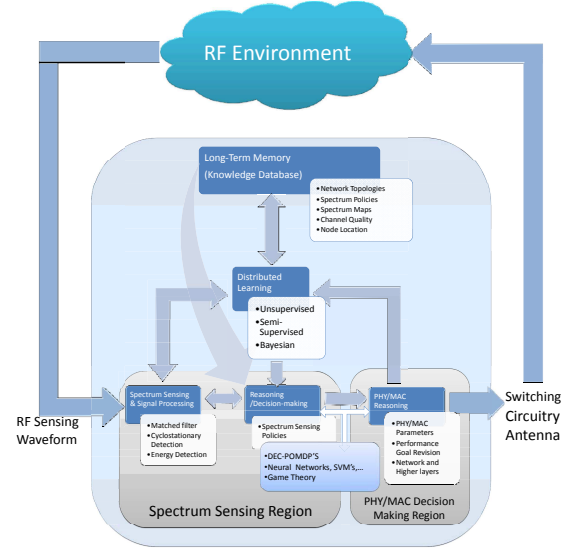 RF Environment
Long-Term Memory
(Knowledge Database)
•Network Topologies
•Spectrum Policies
•Spectrum Maps
•Channel Quality
•Node Location
Distributed
Learning
•Unsupervised
•Semi-
Supervised
•Bayesian
Spectrum Sensing
& Signal Processing
Reasoning
/Decision-making
PHY/MAC
Reasoning
•Matched filter
•Cyclostationary
Detection
•Energy Detection
•Spectrum Sensing
Policies
•PHY/MAC
Parameters
•Performance
Goal Revision
•Network and
Higher layers
•DEC-POMDP'S
•Neural Networks, SVM's,...
•Game Theory
RF Sensing
Waveform
Switching
Circuitry
Antenna
Spectrum Sensing Region
PHY/MAC Decision
Making Region